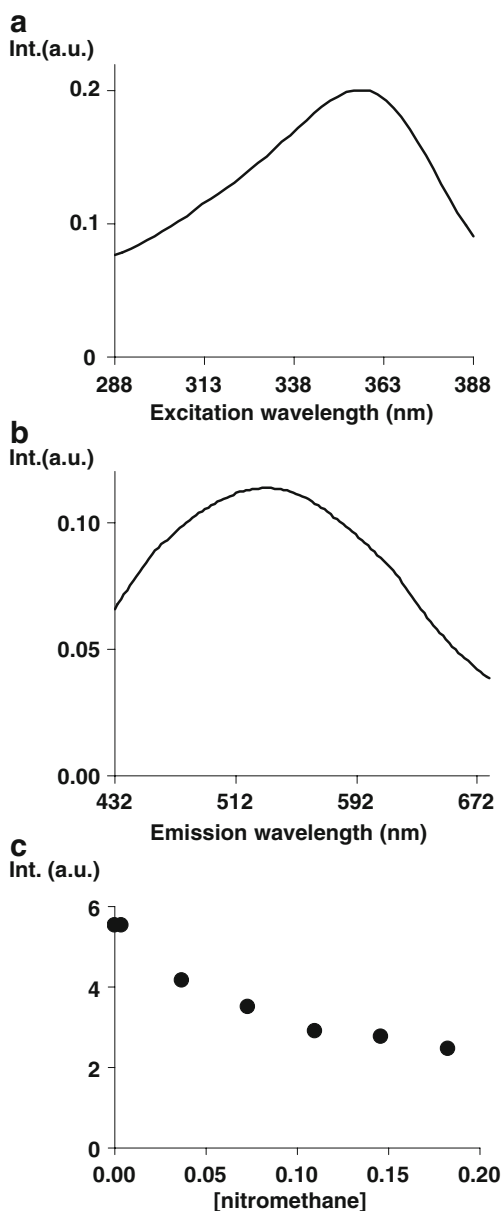 a
Int.(a.u.)
0.2
0.1
0
288 313 338 363 388
Excitation wavelength (nm)
b
Int.(a.u.)
0.10
0.05
0.00
432 512 592 672
Emission wavelength (nm)
c
Int. (a.u.)
6
4
2
0
0.00 0.05 0.10 0.15 0.20
[nitromethane]